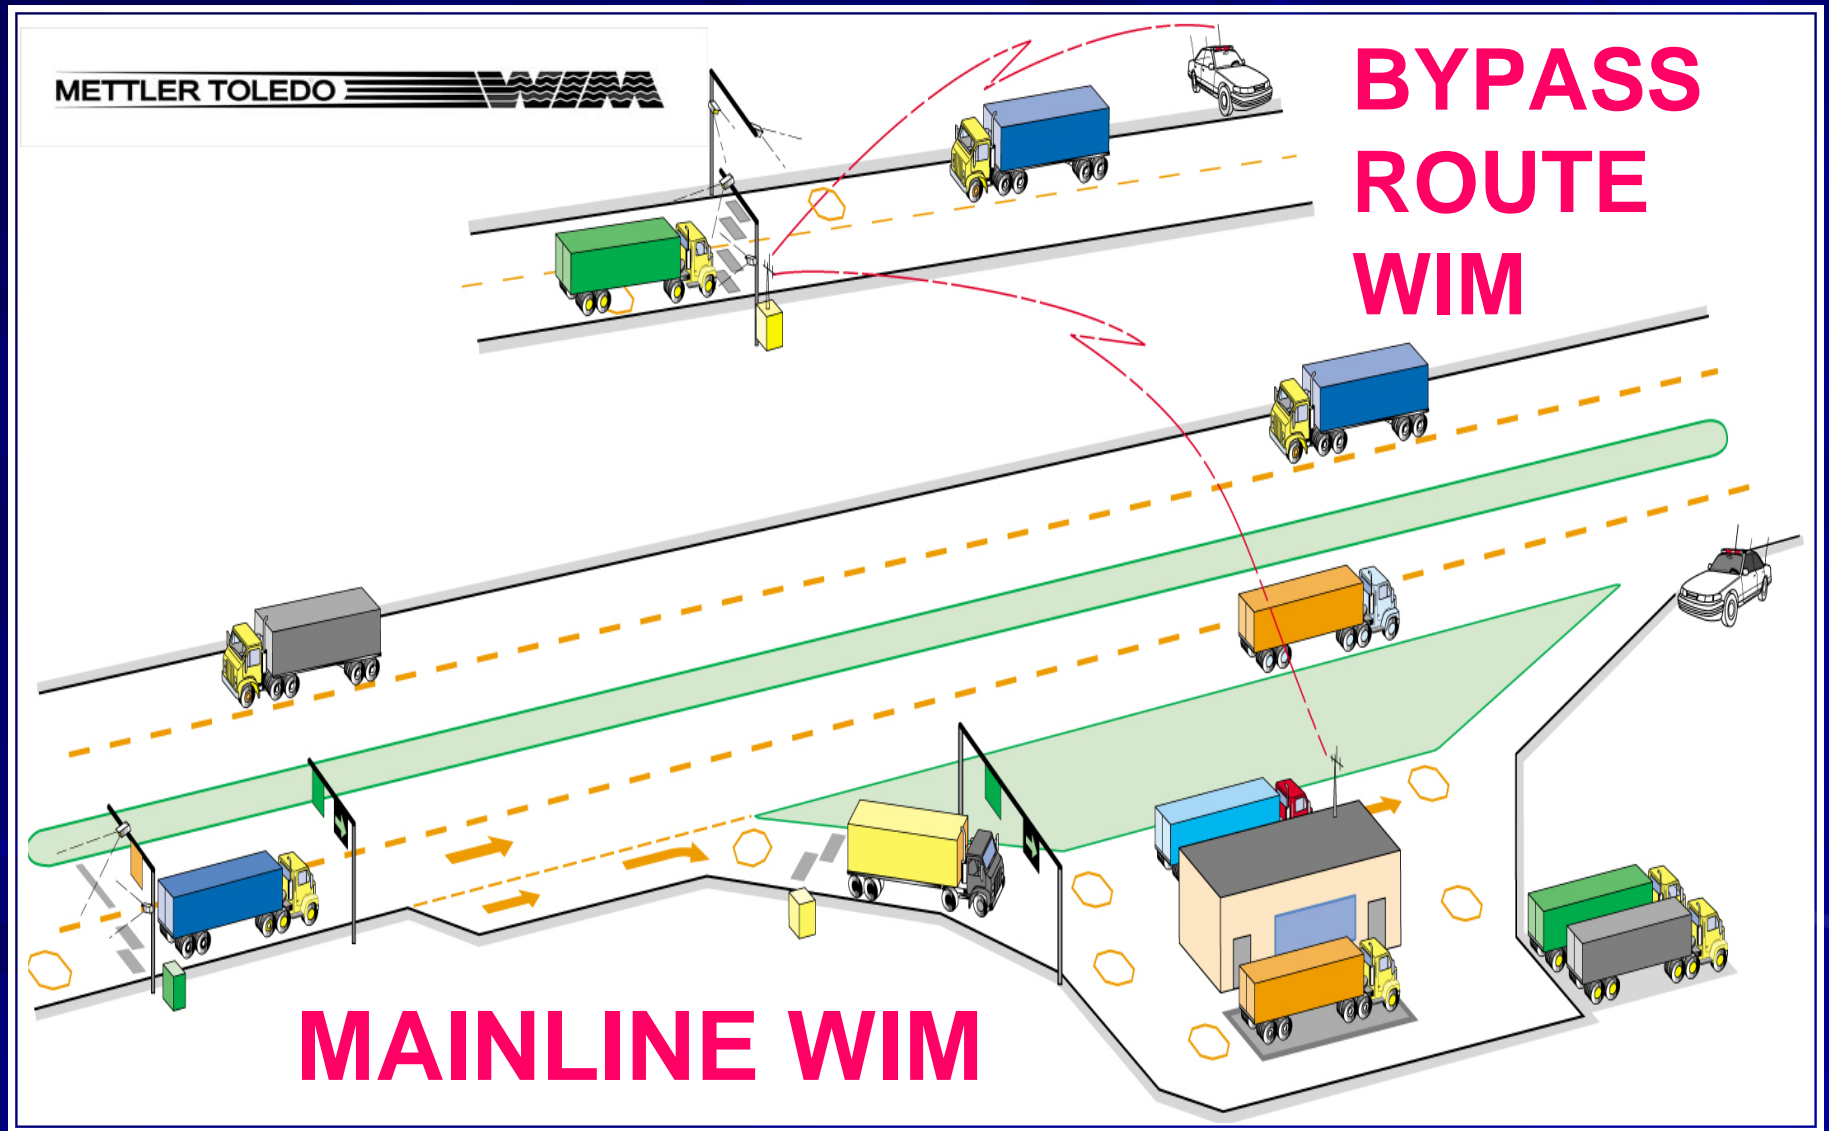 METTLER TOLEDO WIM
BYPASS
ROUTE
WIM
MAINLINE WIM